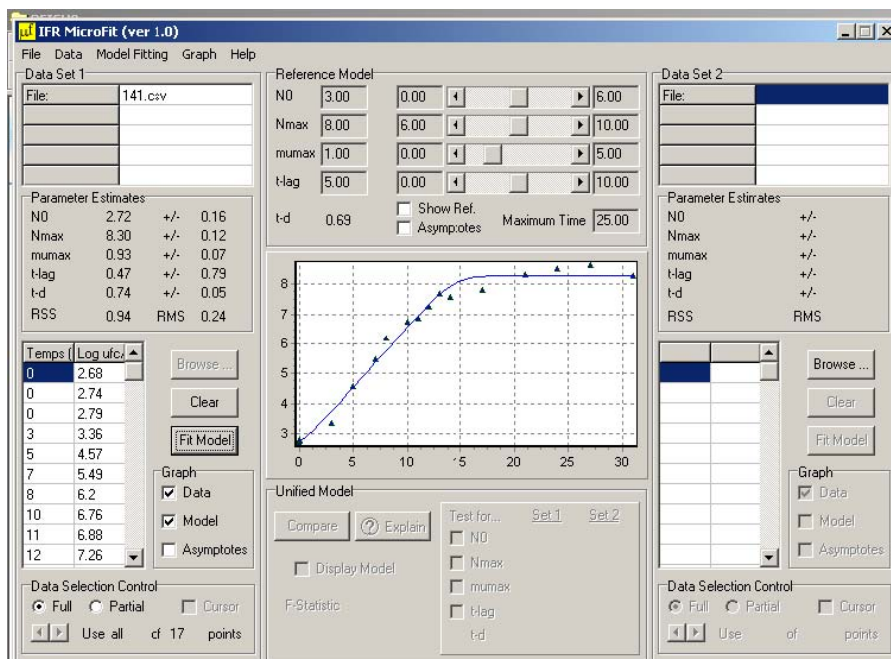 IFR MicroFit (ver 1.0)
File Data Model Fitting Graph Help
Data Set 1
File: 141.csv
Parameter Estimates
N0 2.72 +/- 0.16
Nmax 8.30 +/- 0.12
mumax 0.93 +/- 0.07
t-lag 0.47 +/- 0.79
t-d 0.74 +/- 0.05
RSS 0.94 RMS 0.24
Temps ( Log ufc/
0 2.68
0 2.74
0 2.79
3 3.36
5 4.57
7 5.49
8 6.2
10 6.76
11 6.88
12 7.26
Browse ...
Clear
Fit Model
Graph
Data
Model
Asymptotes
Data Selection Control
Full Partial Cursor
Use all cf 17 points
Reference Model
N0 3.00 0.00 6.00
Nmax 8.00 6.00 10.00
mumax 1.00 0.00 5.00
t-lag 5.00 0.00 10.00
t-d 0.69
Show Ref.
Asymp:otes
Maximum Time 25.00
8
7
6
5
4
3
0 5 10 15 20 25 30
Unified Model
Compare Explain
Display Model
F-Statistic
Test for... Set 1 Set 2
N0
Nmax
mumax
t-lag
t-d
Data Set 2
File:
Parameter Estimates
N0 +/-
Nmax +/-
mumax +/-
t-lag +/-
t-d +/-
RSS RMS
Browse ...
Clear
Fit Model
Graph
Data
Model
Asymptotes
Data Selection Control
Full Partial Cursor
Use of points